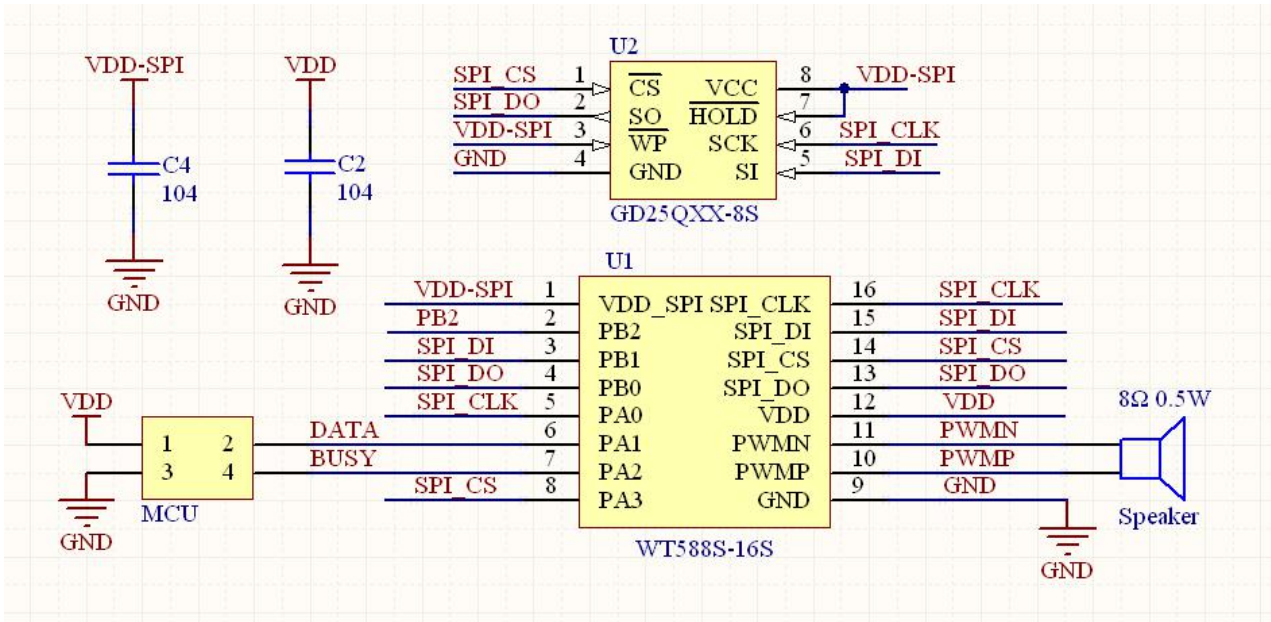 VDD-SPI
C4
104
GND
VDD
C2
104
GND
U2
SPI_CS 1 CS VCC 8 VDD-SPI
SPI_DO 2 SO HOLD 7
VDD-SPI 3 WP SCK 6 SPI_CLK
GND 4 GND SI 5 SPI_DI
GD25QXX-8S
U1
VDD-SPI 1 VDD_SPI SPI_CLK 16 SPI_CLK
PB2 2 PB2 SPI_DI 15 SPI_DI
SPI_DI 3 PB1 SPI_CS 14 SPI_CS
SPI_DO 4 PB0 SPI_DO 13 SPI_DO
SPI_CLK 5 PA0 VDD 12 VDD
DATA 6 PA1 PWMN 11 PWMN
BUSY 7 PA2 PWMP 10 PWMP
SPI_CS 8 PA3 GND 9 GND
WT588S-16S
VDD
1 2
3 4
MCU
GND
8Ω 0.5W
Speaker
GND